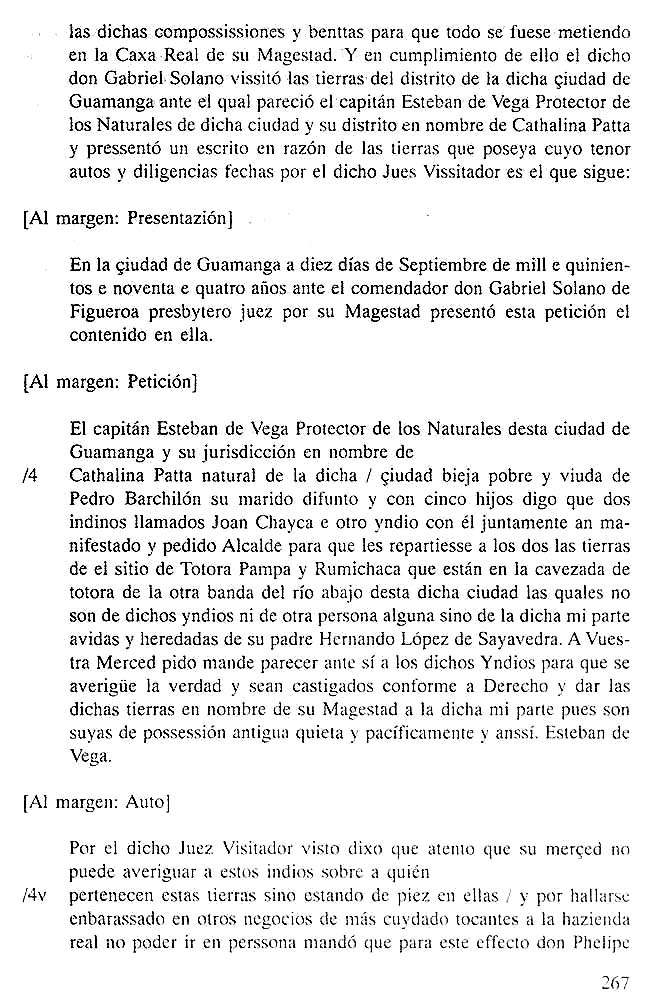 las dichas compossissiones y benttas para que todo se fuese metiendo
en la Caxa Real de su Magestad. Y en cumplimiento de ello el dicho
don Gabriel Solano vissitó las tierras del distrito de la dicha çiudad de
Guamanga ante el qual pareció el capitán Esteban de Vega Protector de
los Naturales de dicha ciudad y su distrito en nombre de Cathalina Patta
y pressentó un escrito en razón de las tierras que poseya cuyo tenor
autos y diligencias fechas por el dicho Jues Vissitador es el que sigue:
[Al margen: Presentazión]
En la çiudad de Guamanga a diez días de Septiembre de mill e quinien-
tos e noventa e quatro años ante el comendador don Gabriel Solano de
Figueroa presbytero juez por su Magestad presentó esta petición el
contenido en ella.
[Al margen: Petición]
El capitán Esteban de Vega Protector de los Naturales desta ciudad de
Guamanga y su jurisdicción en nombre de
/4 Cathalina Patta natural de la dicha / çiudad bieja pobre y viuda de
Pedro Barchilón su marido difunto y con cinco hijos digo que dos
indinos llamados Joan Chayca e otro yndio con él juntamente an ma-
nifestado y pedido Alcalde para que les repartiesse a los dos las tierras
de el sitio de Totora Pampa y Rumichaca que están en la cavezada de
totora de la otra banda del río abajo desta dicha ciudad las quales no
son de dichos yndios ni de otra persona alguna sino de la dicha mi parte
avidas y heredadas de su padre Hernando López de Sayavedra. A Vues-
tra Merced pido mande parecer ante sí a los dichos Yndios para que se
averigüe la verdad y sean castigados conforme a Derecho y dar las
dichas tierras en nombre de su Magestad a la dicha mi parte pues son
suyas de possessión antigua quieta y pacíficamente y anssí. Esteban de
Vega.
[Al margen: Auto]
Por el dicho Juez Visitador visto dixo que atento que su merçed no
puede averiguar a estos indios sobre a quién
/4v pertenecen estas tierras sino estando de piez en ellas / y por hallarse
enbarassado en otros negocios de más cuydado tocantes a la hazienda
real no poder ir en perssona mandó que para este effecto don Phelipe
267